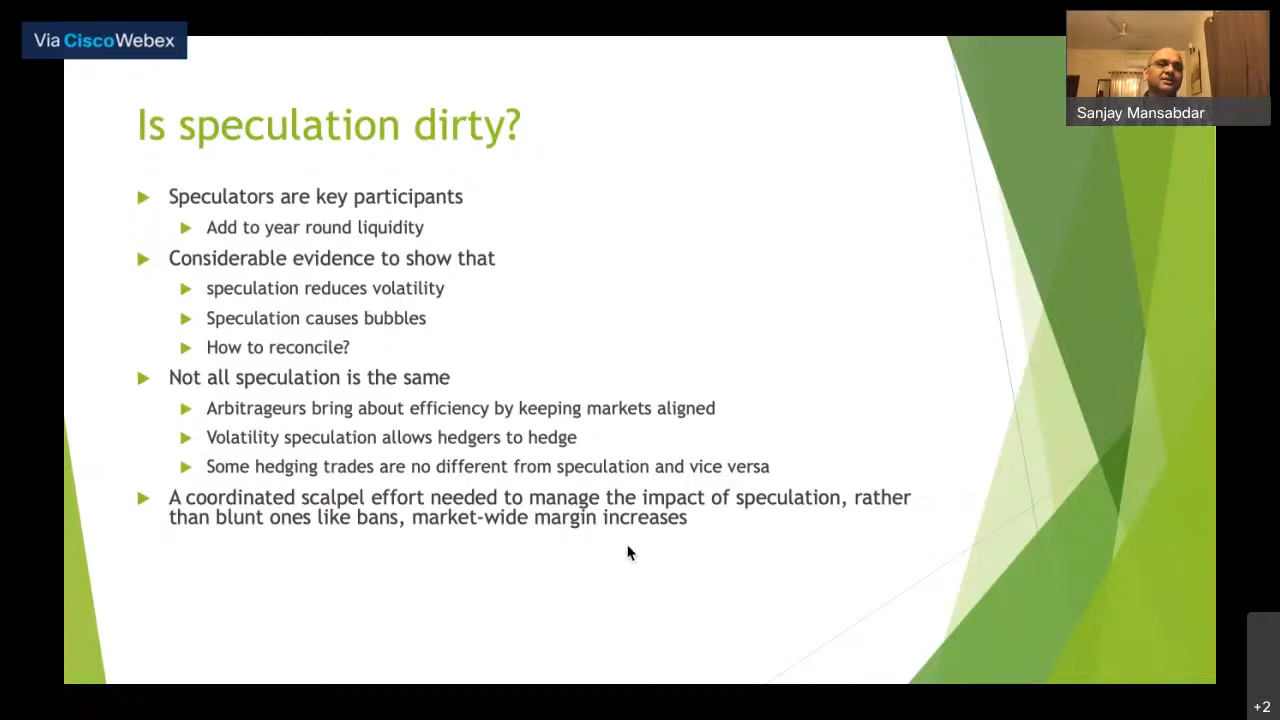 Via CiscoWebex
Sanjay Mansabdar
Is speculation dirty?
Speculators are key participants
Add to year round liquidity
Considerable evidence to show that
speculation reduces volatility
Speculation causes bubbles
How to reconcile?
Not all speculation is the same
Arbitrageurs bring about efficiency by keeping markets aligned
Volatility speculation allows hedgers to hedge
Some hedging trades are no different from speculation and vice versa
A coordinated scalpel effort needed to manage the impact of speculation, rather
than blunt ones like bans, market-wide margin increases
+2